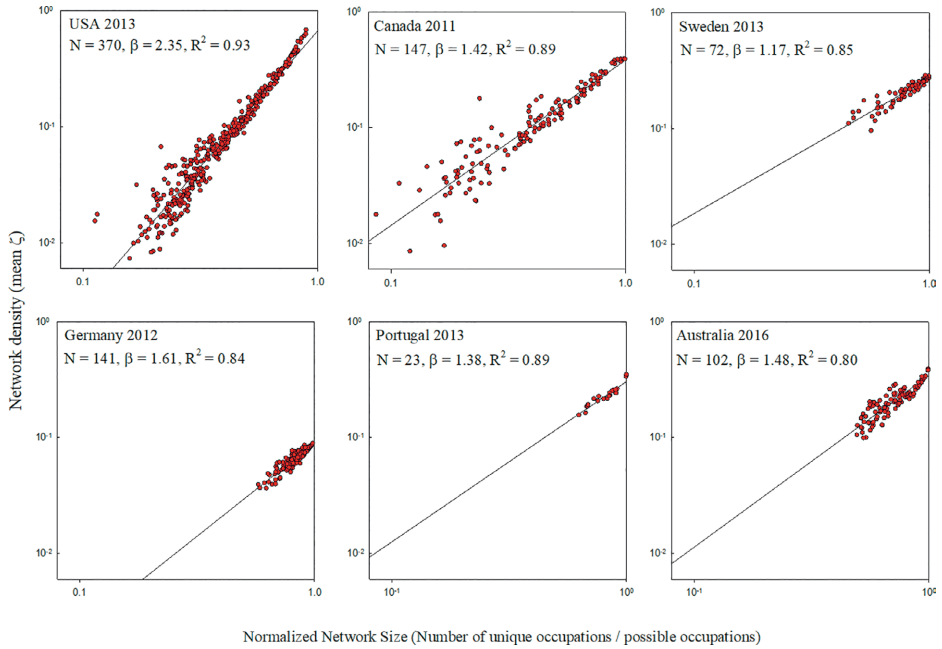 USA 2013
N = 370, β = 2.35, R² = 0.93
Canada 2011
N = 147, β = 1.42, R² = 0.89
Sweden 2013
N = 72, β = 1.17, R² = 0.85
10⁰
10⁻¹
10⁻²
0.1
1.0
10⁰
10⁻¹
10⁻²
0.1
1.0
10⁰
10⁻¹
10⁻²
0.1
1.0
Network density (mean ζ)
Germany 2012
N = 141, β = 1.61, R² = 0.84
Portugal 2013
N = 23, β = 1.38, R² = 0.89
Australia 2016
N = 102, β = 1.48, R² = 0.80
10⁰
10⁻¹
10⁻²
0.1
1.0
10⁰
10⁻¹
10⁻²
10⁻¹
10⁰
10⁰
10⁻¹
10⁻²
10⁻¹
10⁰
Normalized Network Size (Number of unique occupations / possible occupations)